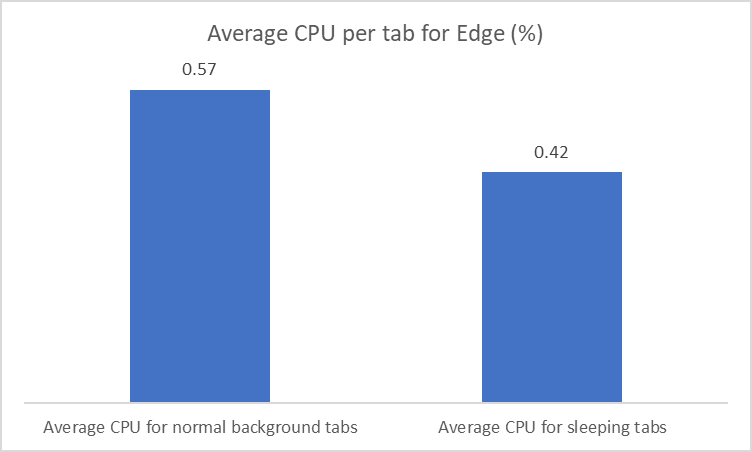 Average CPU per tab for Edge (%)
0.57
0.42
Average CPU for normal background tabs
Average CPU for sleeping tabs